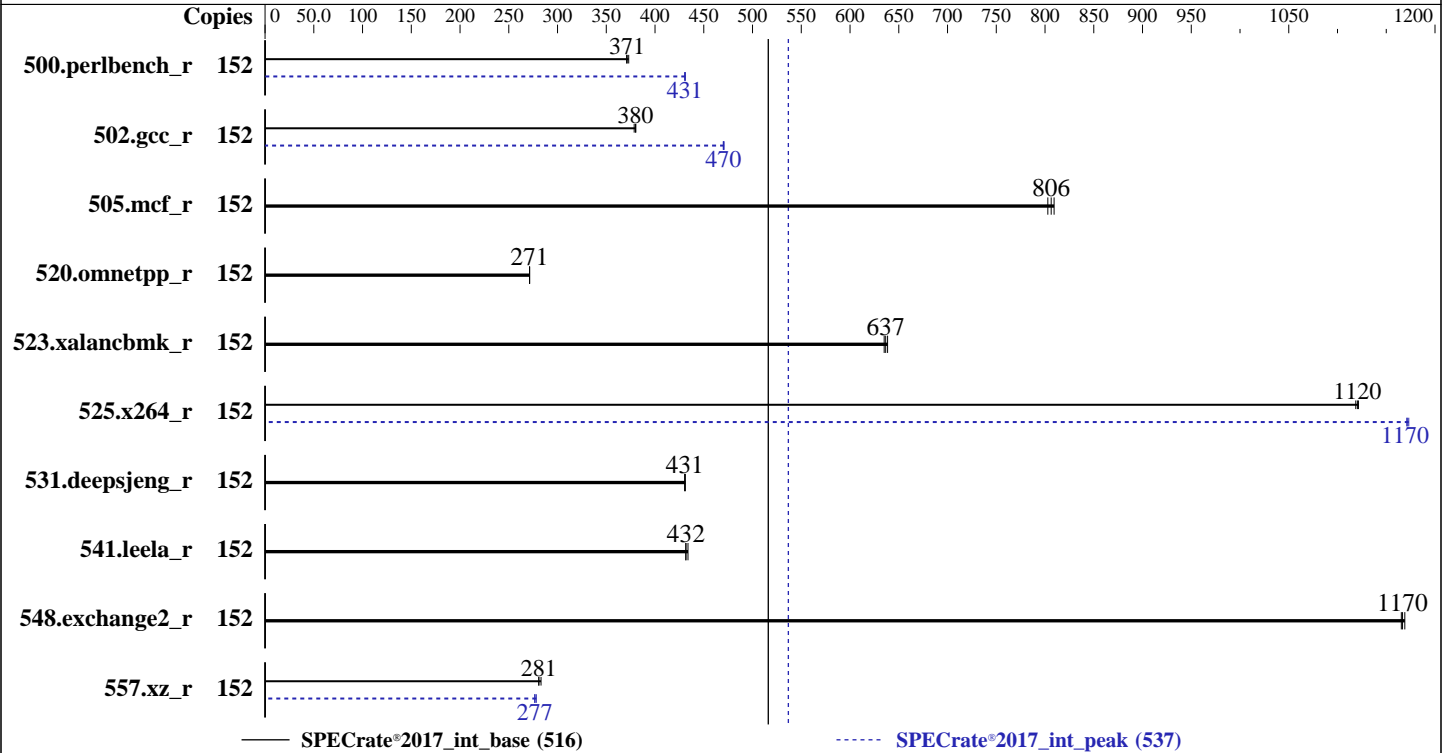 Copies 0 50.0 100 150 200 250 300 350 400 450 500 550 600 650 700 750 800 850 900 950 1050 1200
371
500.perlbench_r 152
431
380
502.gcc_r 152
470
806
505.mcf_r 152
271
520.omnetpp_r 152
637
523.xalancbmk_r 152
1120
525.x264_r 152
1170
431
531.deepsjeng_r 152
432
541.leela_r 152
1170
548.exchange2_r 152
281
557.xz_r 152
277
SPECrate®2017_int_base (516) SPECrate®2017_int_peak (537)